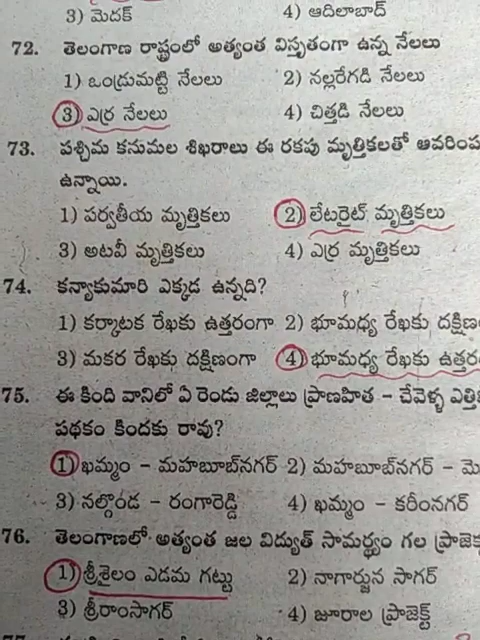 3) మెదక్ 4) ఆదిలాబాద్
72. తెలంగాణ రాష్ట్రంలో అత్యంత విస్తృతంగా ఉన్న నేలలు
1) ఒండ్రుమట్టి నేలలు 2) నల్లరేగడి నేలలు
3) ఎర్ర నేలలు 4) చిత్తడి నేలలు
73. పశ్చిమ కనుమల శిఖరాలు ఈ రకపు మృత్తికలతో ఆవరింప
ఉన్నాయి.
1) పర్వతీయ మృత్తికలు 2) లేటరైట్ మృత్తికలు
3) అటవీ మృత్తికలు 4) ఎర్ర మృత్తికలు
74. కన్యాకుమారి ఎక్కడ ఉన్నది?
1) కర్కాటక రేఖకు ఉత్తరంగా 2) భూమధ్య రేఖకు దక్షిణ
3) మకర రేఖకు దక్షిణంగా 4) భూమధ్య రేఖకు ఉత్తర
75. ఈ కింది వానిలో ఏ రెండు జిల్లాలు ప్రాణహిత - చేవెళ్ళ ఎత్తి
పథకం కిందకు రావు?
1) ఖమ్మం - మహబూబ్‌నగర్ 2) మహబూబ్‌నగర్ - మె
3) నల్గొండ - రంగారెడ్డి 4) ఖమ్మం - కరీంనగర్
76. తెలంగాణలో అత్యంత జల విద్యుత్ సామర్థ్యం గల ప్రాజెక్
1) శ్రీశైలం ఎడమ గట్టు 2) నాగార్జున సాగర్
3) శ్రీరాంసాగర్ 4) జూరాల ప్రాజెక్ట్